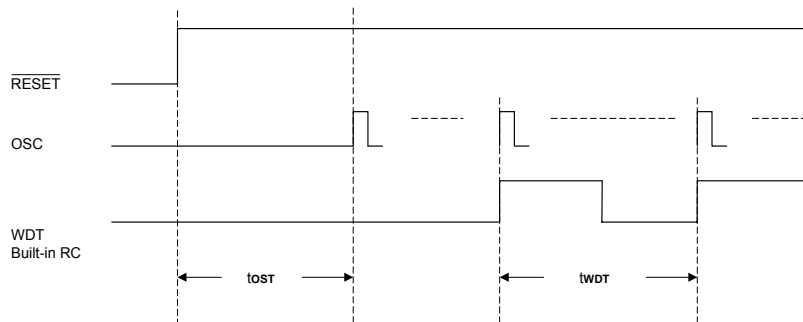 RESET
OSC
WDT
Built-in RC
tOST
tWDT